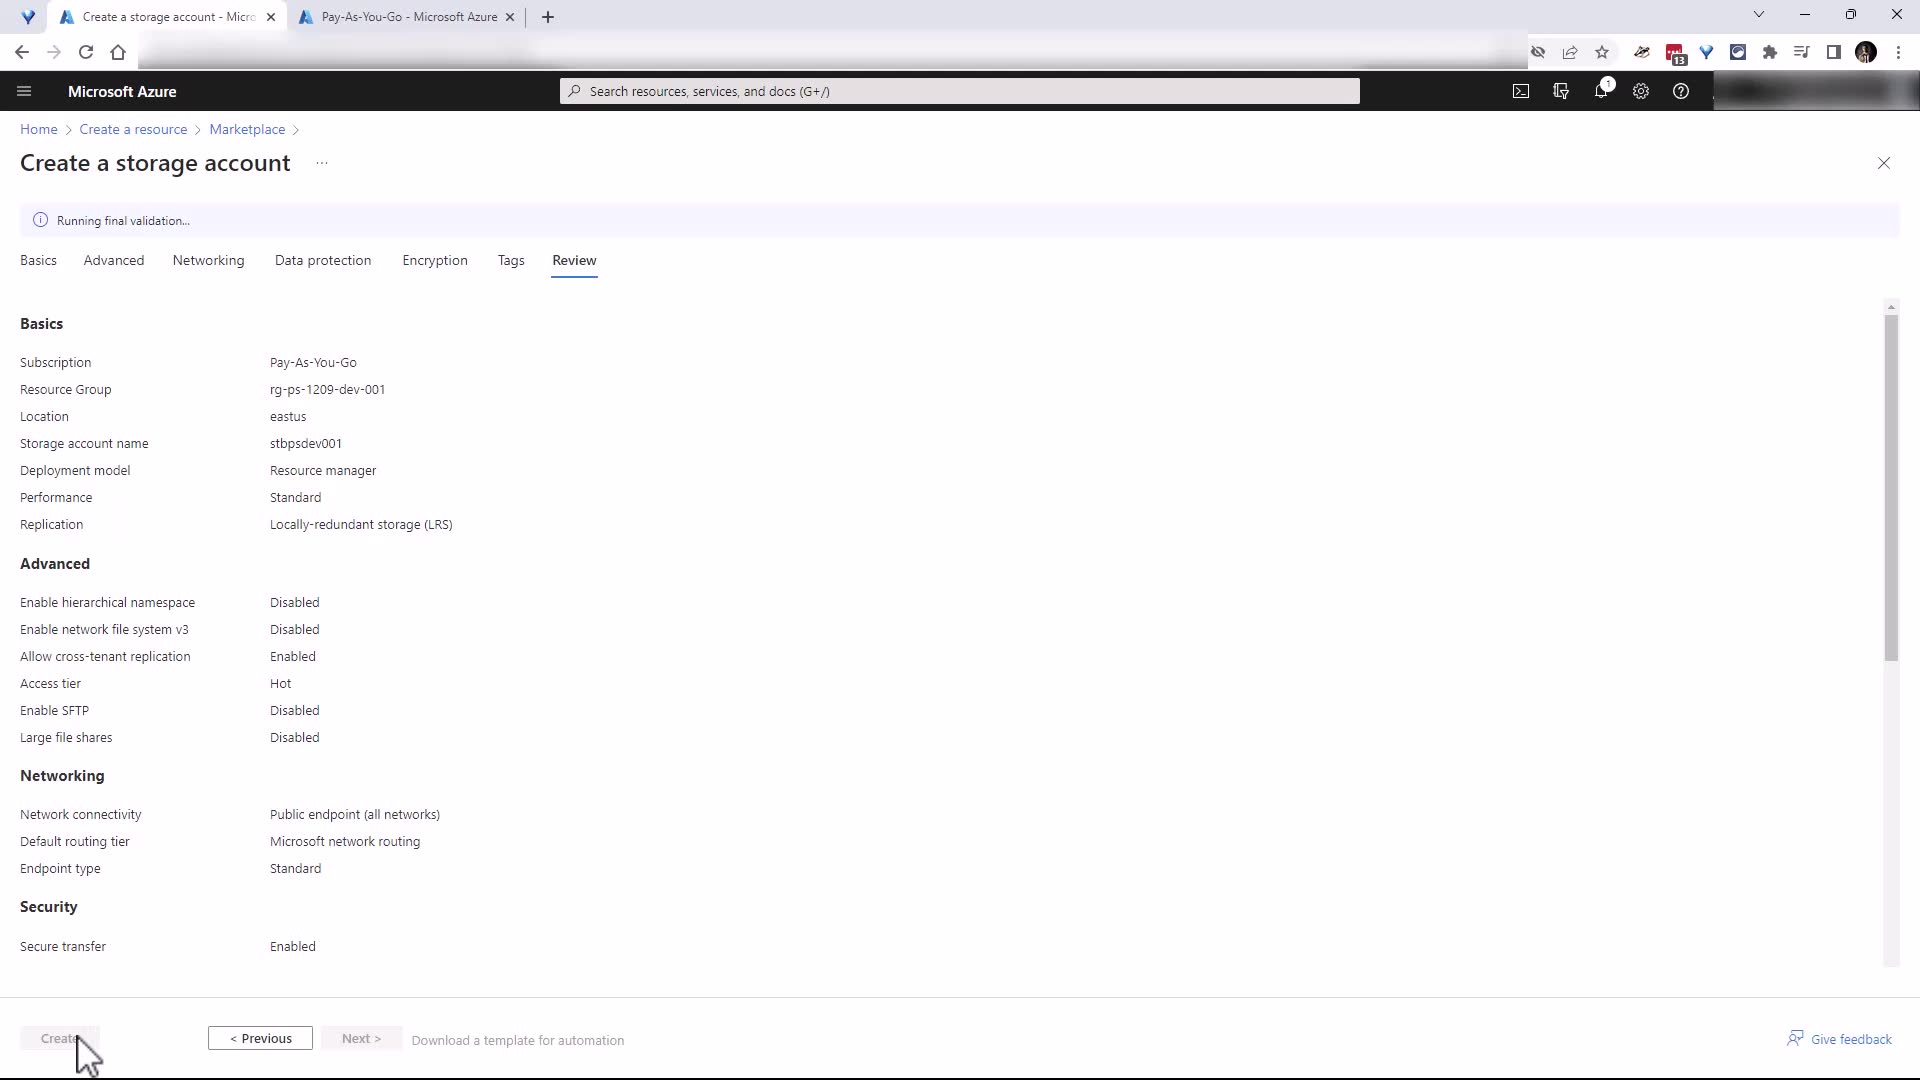 Create a storage account - Micro
Pay-As-You-Go - Microsoft Azure
13
Microsoft Azure
Search resources, services, and docs (G+/)
1
Home > Create a resource > Marketplace >
Create a storage account ...
Running final validation...
Basics Advanced Networking Data protection Encryption Tags Review
Basics
Subscription Pay-As-You-Go
Resource Group rg-ps-1209-dev-001
Location eastus
Storage account name stbpsdev001
Deployment model Resource manager
Performance Standard
Replication Locally-redundant storage (LRS)
Advanced
Enable hierarchical namespace Disabled
Enable network file system v3 Disabled
Allow cross-tenant replication Enabled
Access tier Hot
Enable SFTP Disabled
Large file shares Disabled
Networking
Network connectivity Public endpoint (all networks)
Default routing tier Microsoft network routing
Endpoint type Standard
Security
Secure transfer Enabled
Create < Previous Next > Download a template for automation Give feedback